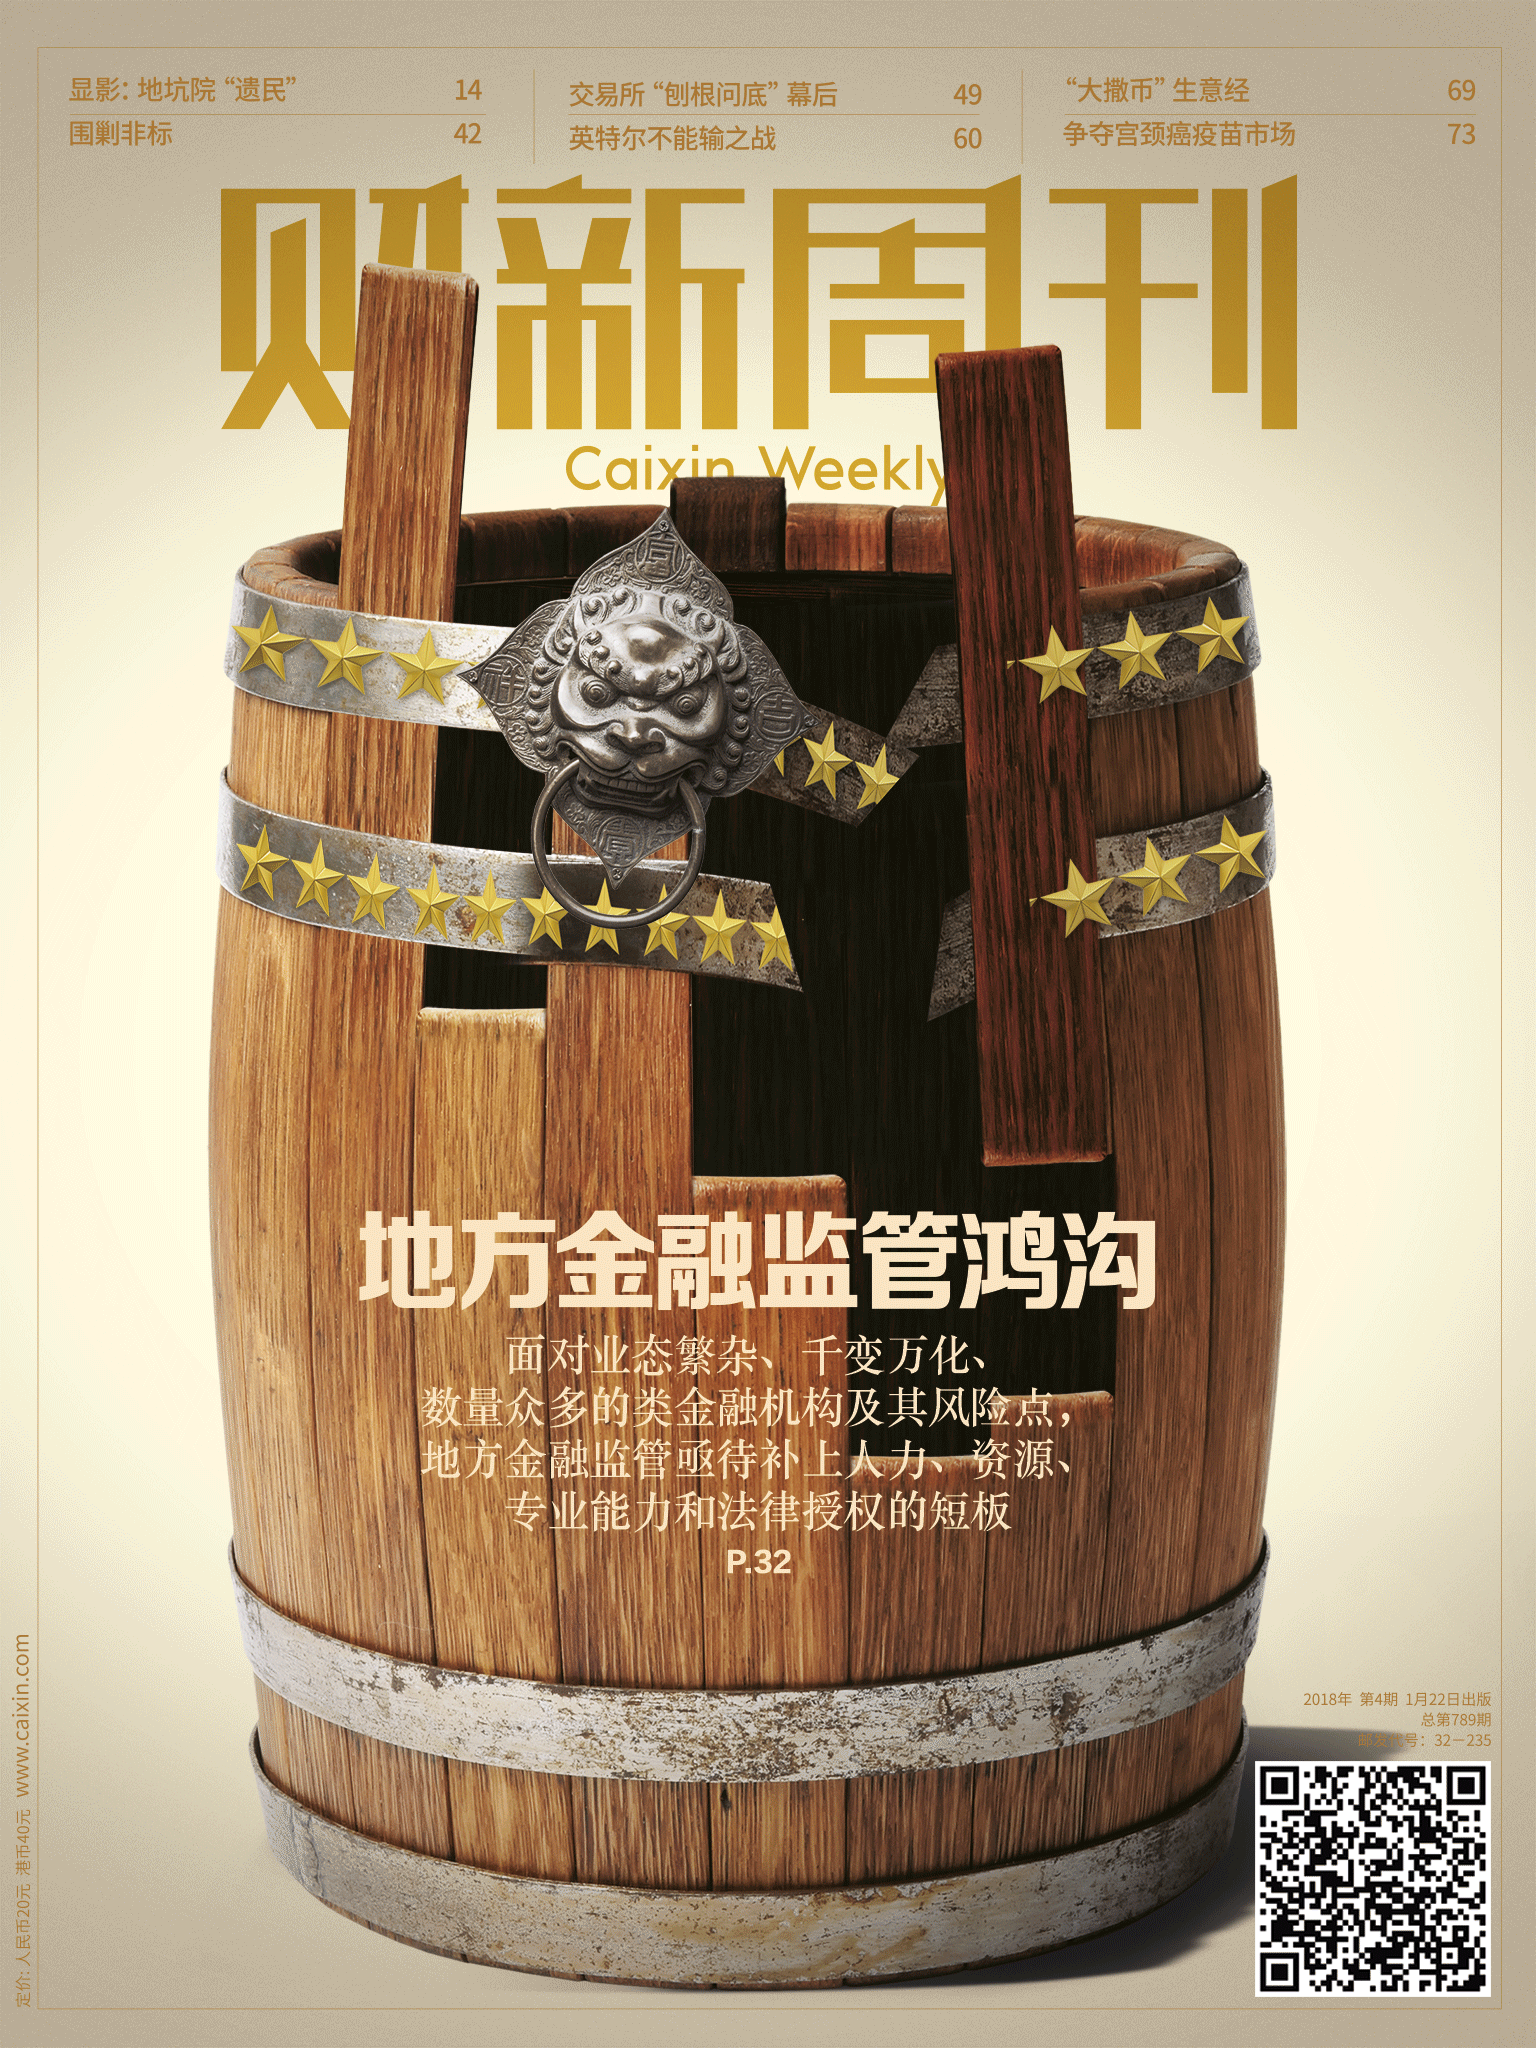 显影：地坑院“遗民” 14
围剿非标 42
交易所“刨根问底”幕后 49
英特尔不能输之战 60
“大撒币”生意经 69
争夺宫颈癌疫苗市场 73
财新周刊
Caixin Weekly
地方金融监管鸿沟
面对业态繁杂、千变万化、
数量众多的类金融机构及其风险点，
地方金融监管亟待补上人力、资源、
专业能力和法律授权的短板
P.32
2018年 第4期 1月22日出版
总第789期
邮发代号：32－235
定价：人民币20元 港币40元 www.caixin.com